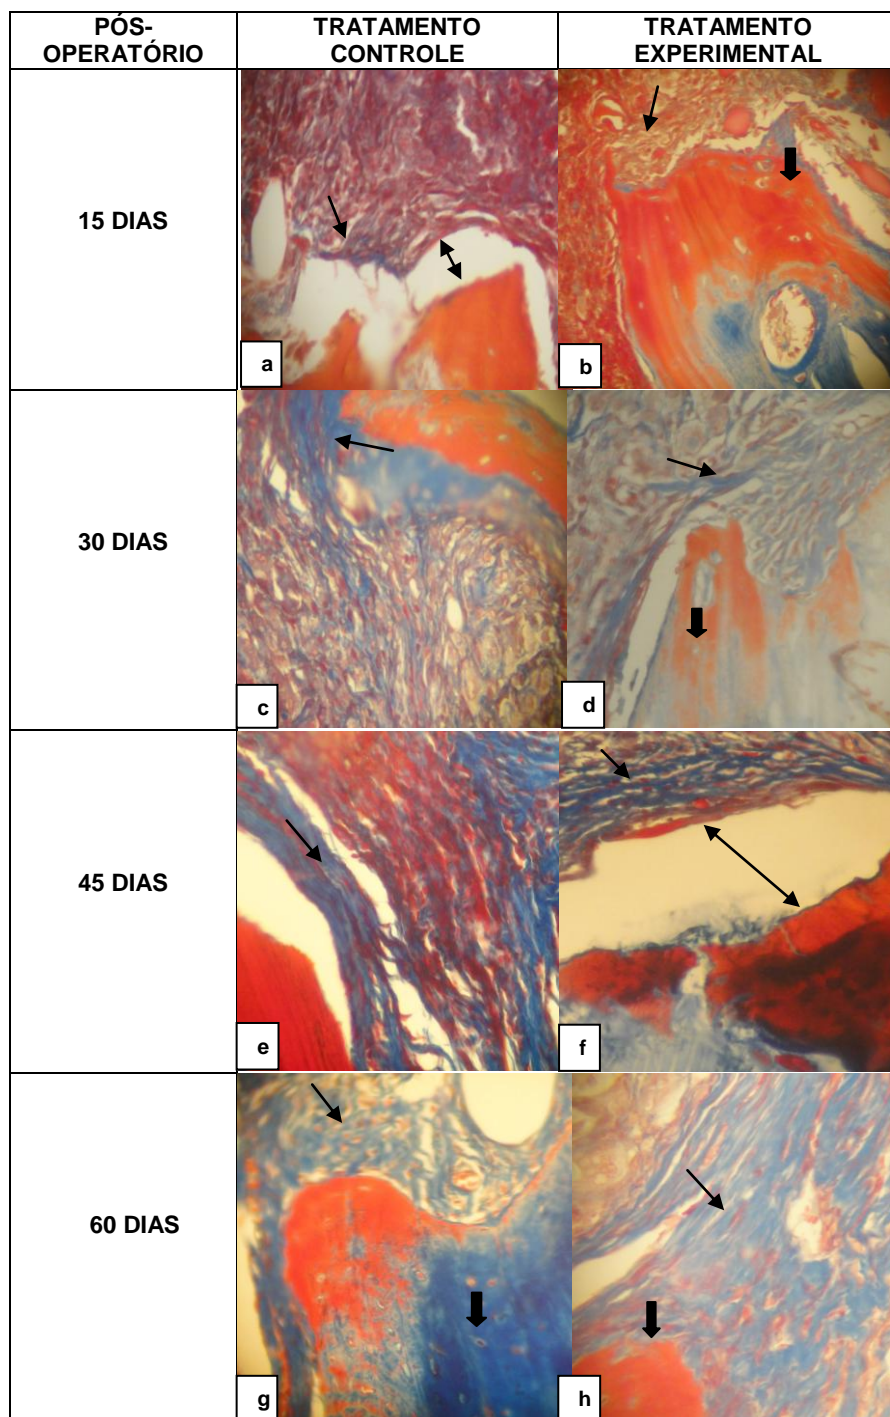 PÓS-
OPERATÓRIO
TRATAMENTO
CONTROLE
TRATAMENTO
EXPERIMENTAL
15 DIAS
a
b
30 DIAS
c
d
45 DIAS
e
f
60 DIAS
g
h